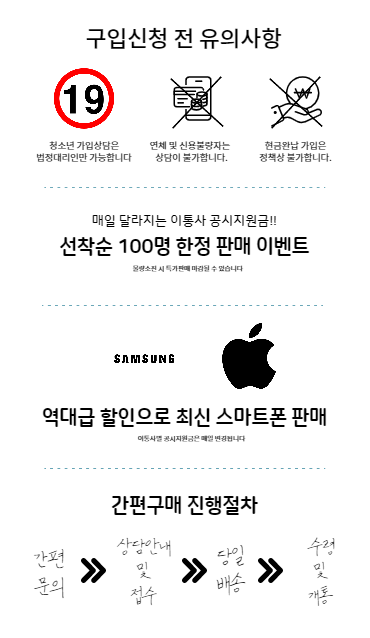 구입신청 전 유의사항
19
청소년 가입상담은
법정대리인만 가능합니다
연체 및 신용불량자는
상담이 불가합니다.
현금완납 가입은
정책상 불가합니다.
매일 달라지는 이통사 공시지원금!!
선착순 100명 한정 판매 이벤트
물량소진 시 특가판매 마감될 수 있습니다
SAMSUNG
역대급 할인으로 최신 스마트폰 판매
이통사별 공시지원금은 매일 변경됩니다
간편구매 진행절차
간편
문의
상담안내
및
접수
당일
배송
수령
및
개통